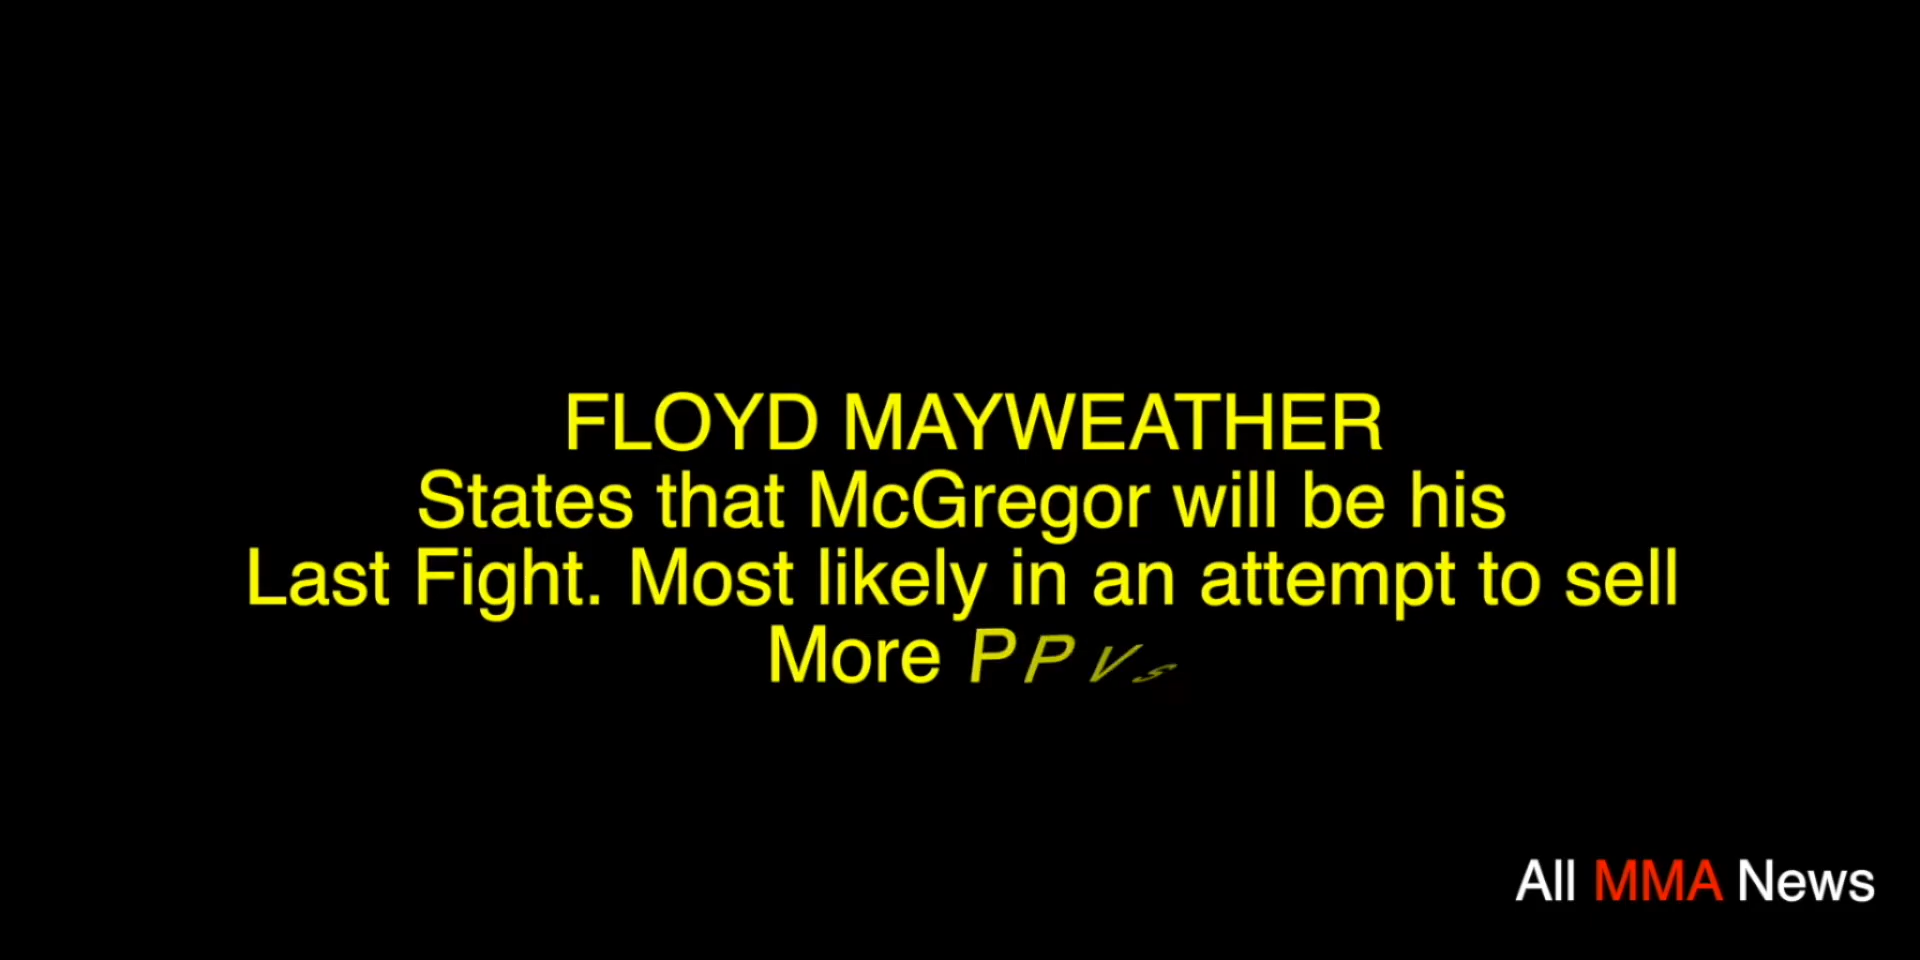 FLOYD MAYWEATHER
States that McGregor will be his
Last Fight. Most likely in an attempt to sell
More PPVs
All MMA News